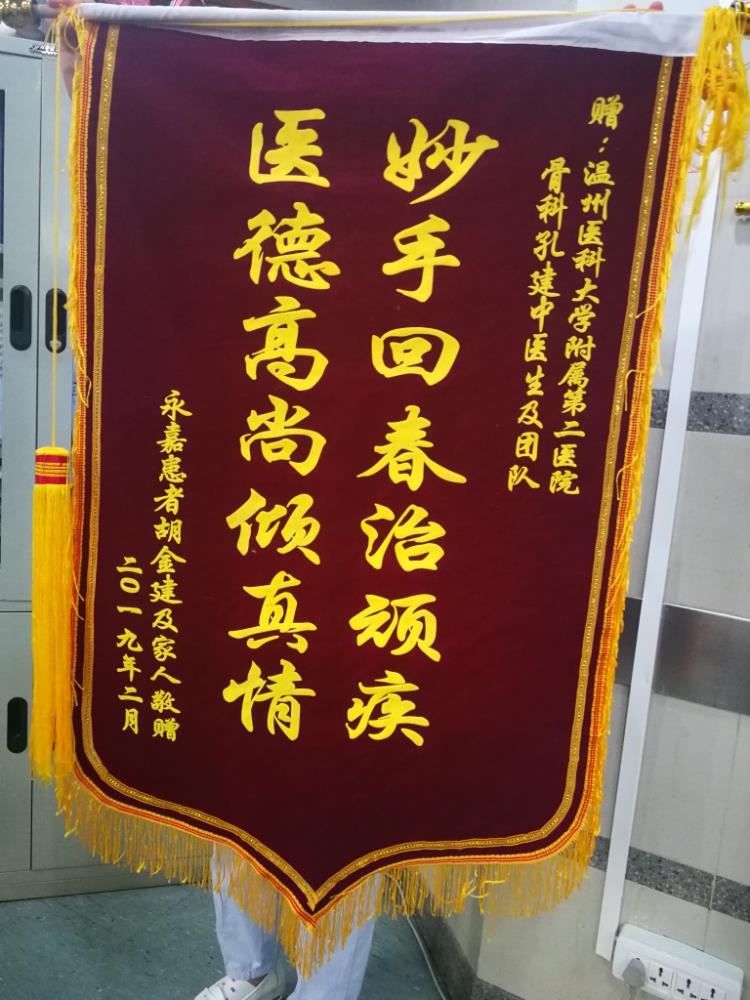 赠：温州医科大学附属第二医院
骨科孔建中医生及团队
妙手回春治顽疾
医德高尚倾真情
永嘉患者胡金建及家人敬赠
二〇一九年二月